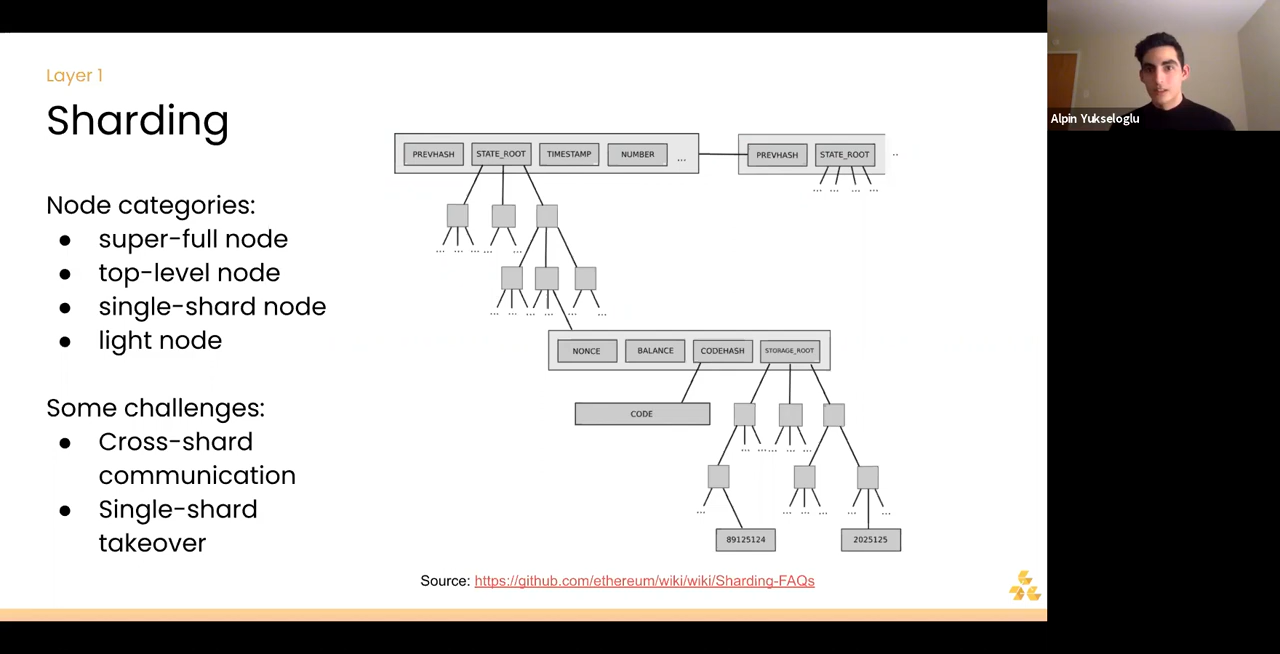 Layer 1
Sharding
Node categories:
● super-full node
● top-level node
● single-shard node
● light node
Some challenges:
● Cross-shard
communication
● Single-shard
takeover
PREVHASH STATE_ROOT TIMESTAMP NUMBER ...
PREVHASH STATE_ROOT ..
NONCE BALANCE CODEHASH STORAGE_ROOT
CODE
89125124 2025125
Source: https://github.com/ethereum/wiki/wiki/Sharding-FAQs
Alpin Yukseloglu